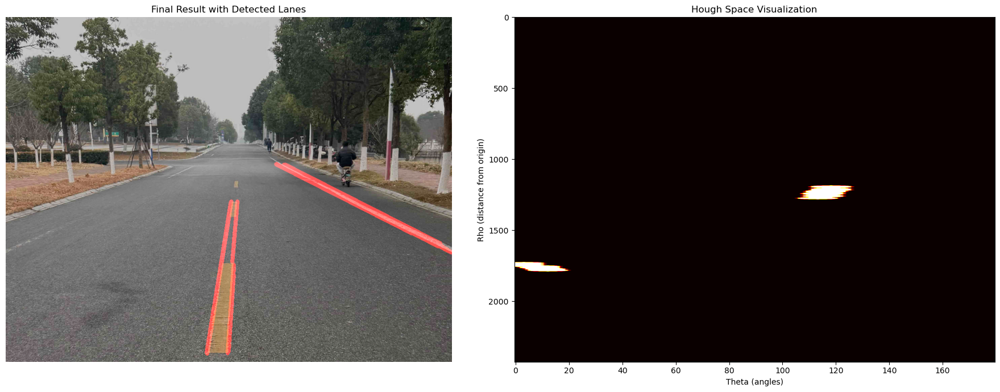 Final Result with Detected Lanes
Hough Space Visualization
0
500
1000
1500
2000
Rho (distance from origin)
0 20 40 60 80 100 120 140 160
Theta (angles)